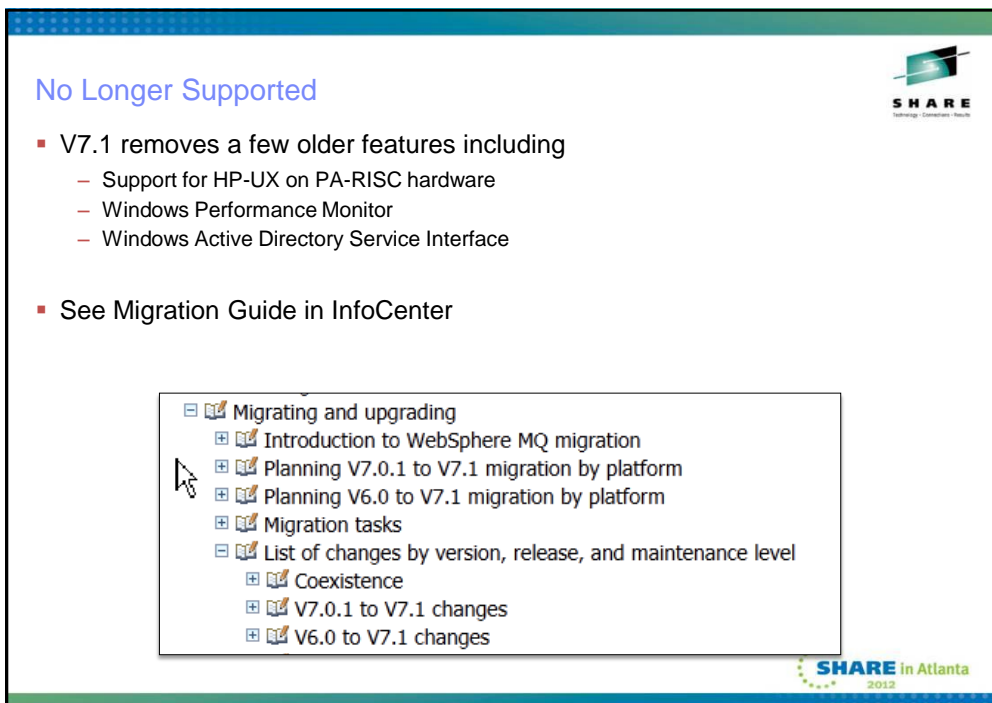 SHARE
Technology · Connections · Results
No Longer Supported
▪ V7.1 removes a few older features including
– Support for HP-UX on PA-RISC hardware
– Windows Performance Monitor
– Windows Active Directory Service Interface
▪ See Migration Guide in InfoCenter
Migrating and upgrading
Introduction to WebSphere MQ migration
Planning V7.0.1 to V7.1 migration by platform
Planning V6.0 to V7.1 migration by platform
Migration tasks
List of changes by version, release, and maintenance level
Coexistence
V7.0.1 to V7.1 changes
V6.0 to V7.1 changes
SHARE in Atlanta
2012